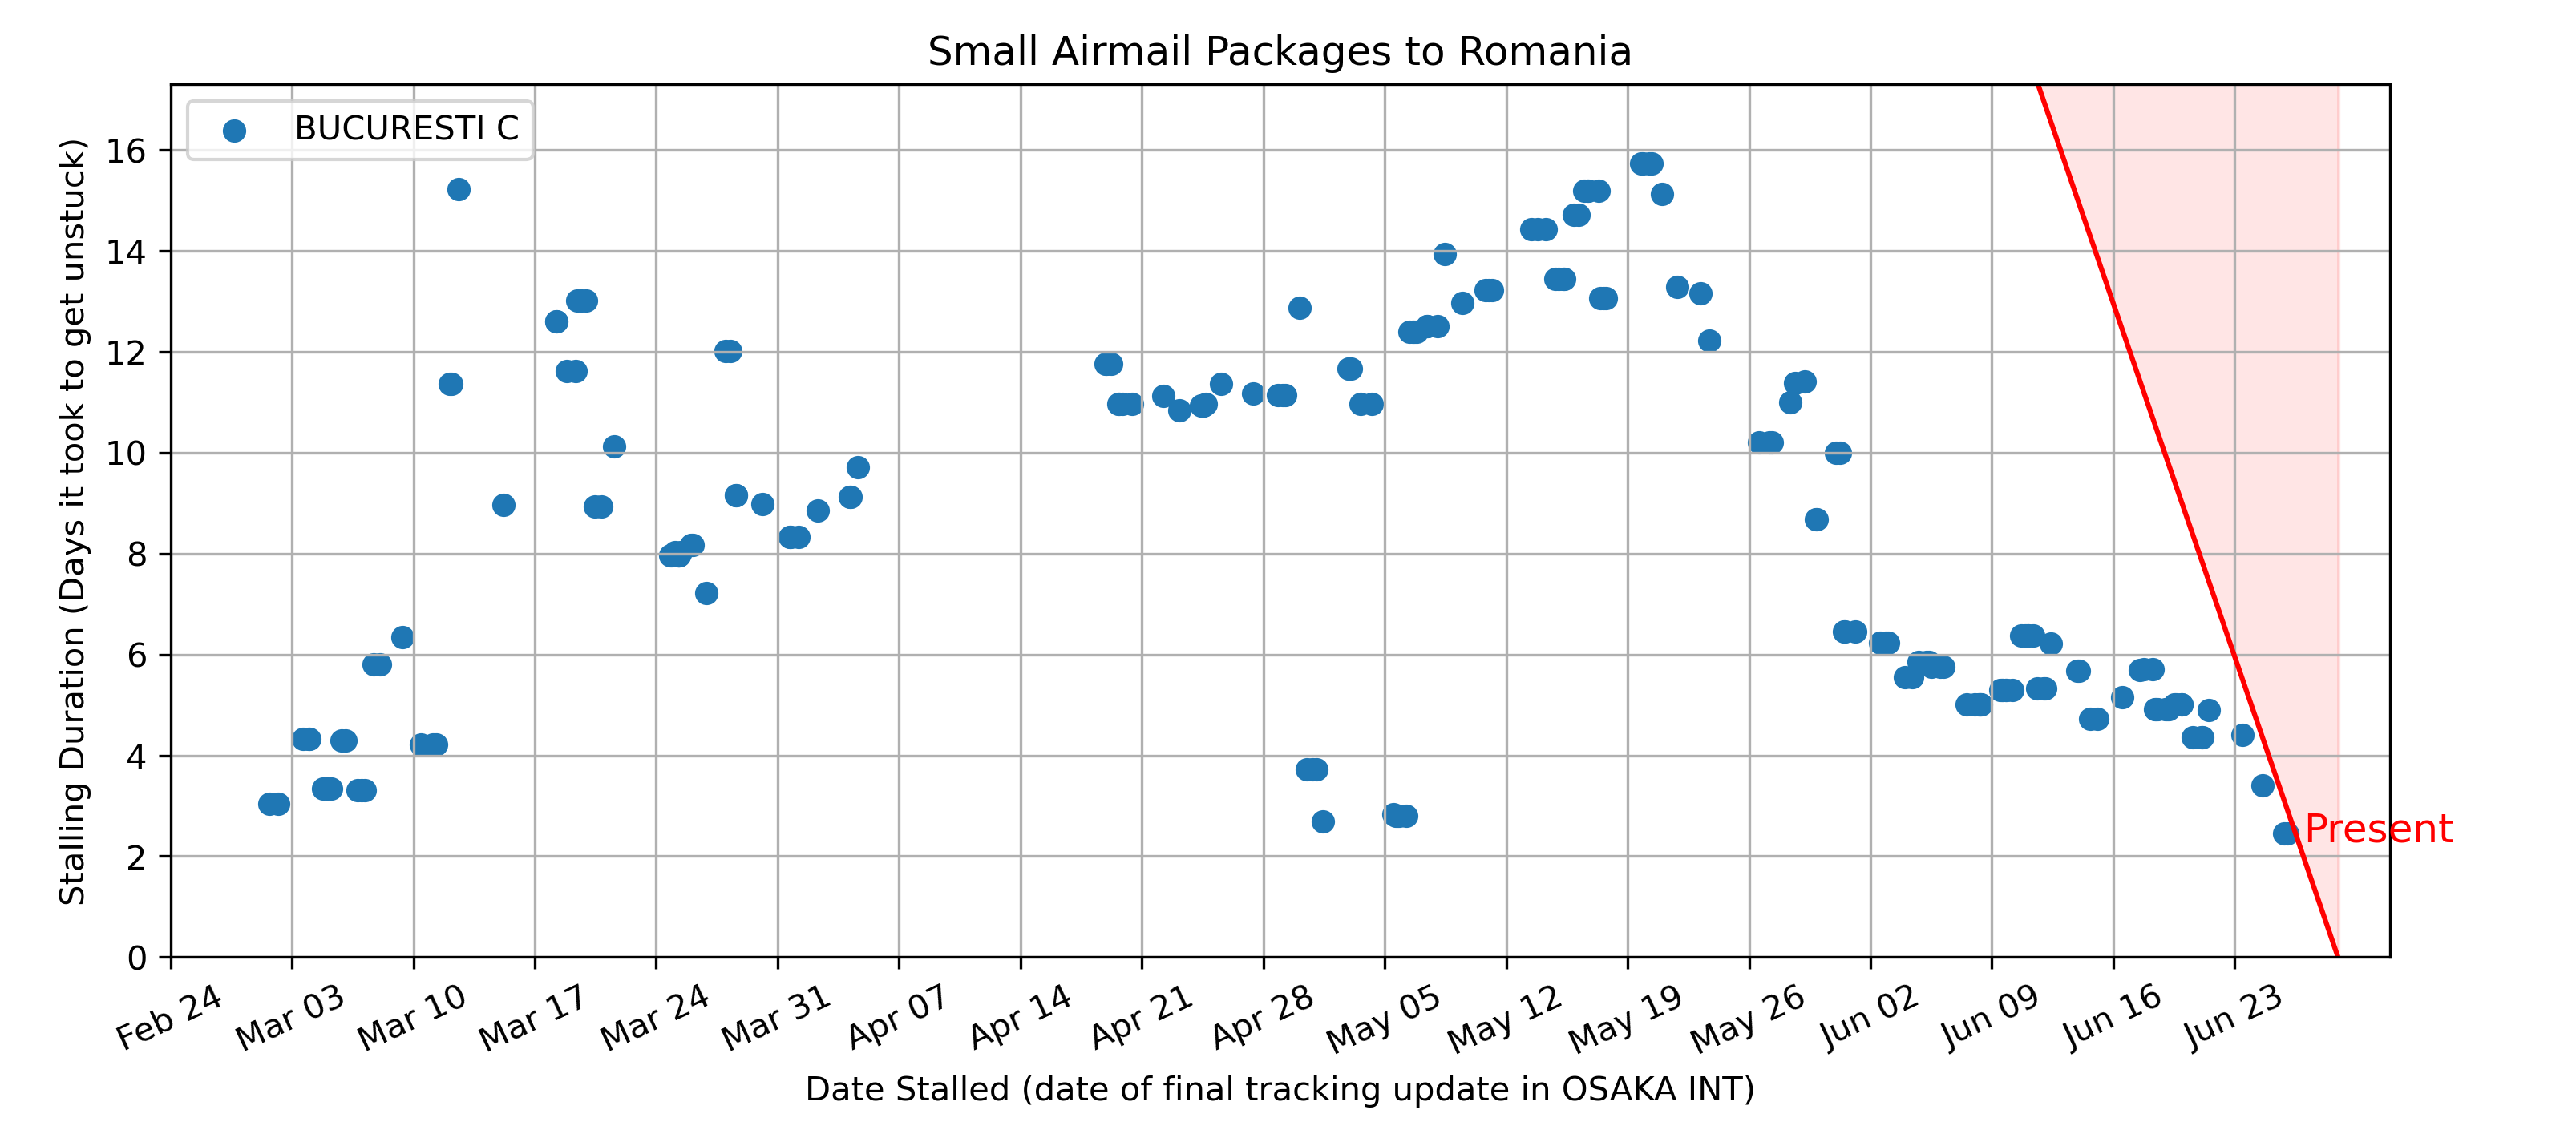 Small Airmail Packages to Romania
BUCURESTI C
Stalling Duration (Days it took to get unstuck)
16
14
12
10
8
6
4
2
0
Present
Feb 24
Mar 03
Mar 10
Mar 17
Mar 24
Mar 31
Apr 07
Apr 14
Apr 21
Apr 28
May 05
May 12
May 19
May 26
Jun 02
Jun 09
Jun 16
Jun 23
Date Stalled (date of final tracking update in OSAKA INT)